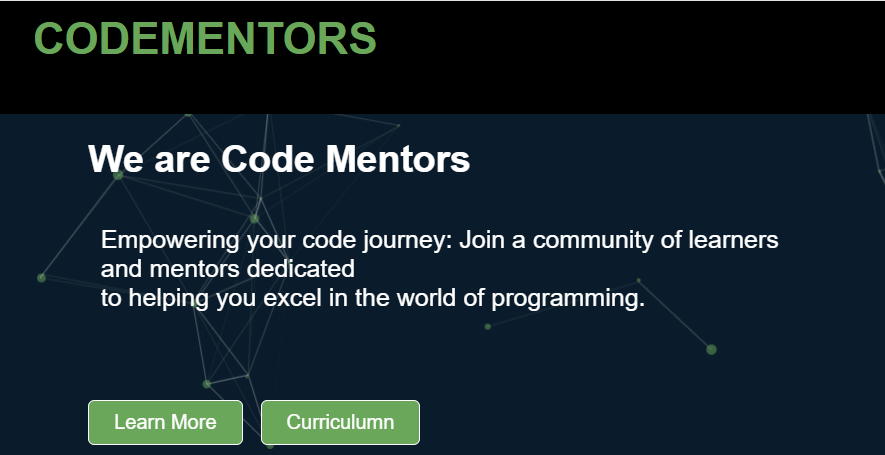 CODEMENTORS
We are Code Mentors
Empowering your code journey: Join a community of learners
and mentors dedicated
to helping you excel in the world of programming.
Learn More
Curriculumn